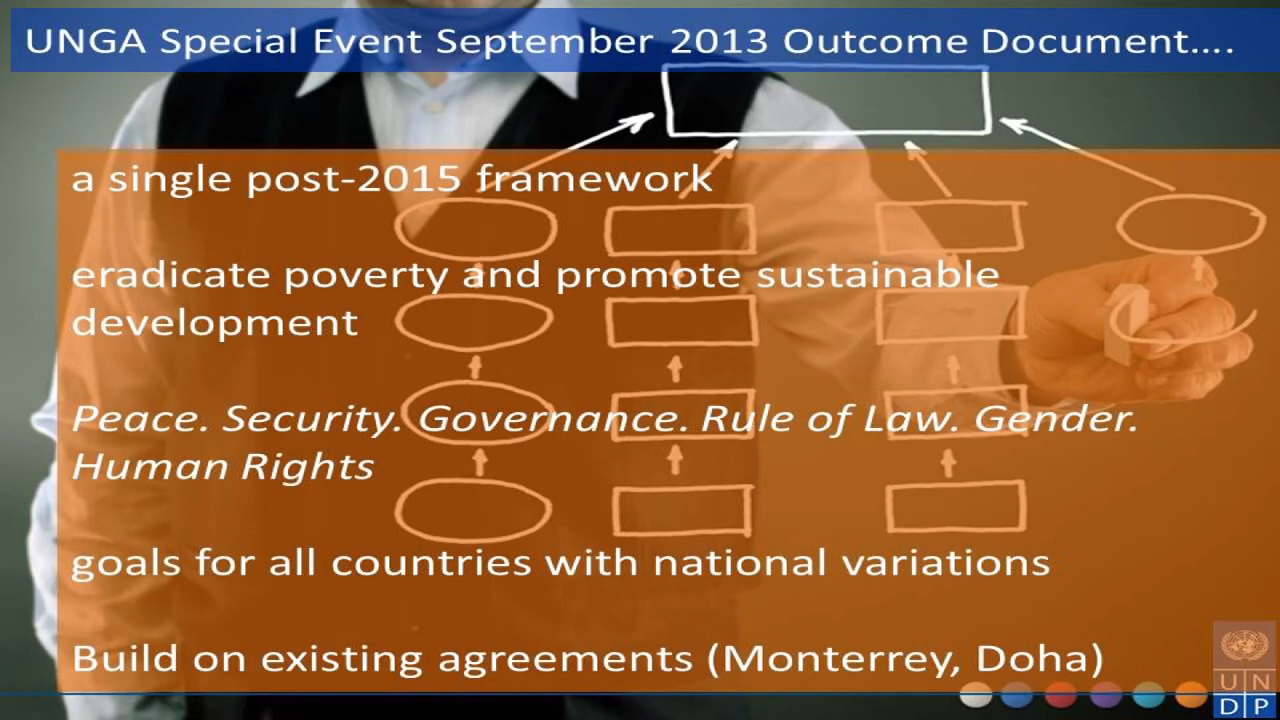 UNGA Special Event September 2013 Outcome Document....
a single post-2015 framework
eradicate poverty and promote sustainable
development
Peace. Security. Governance. Rule of Law. Gender.
Human Rights
goals for all countries with national variations
Build on existing agreements (Monterrey, Doha)
U N
D P